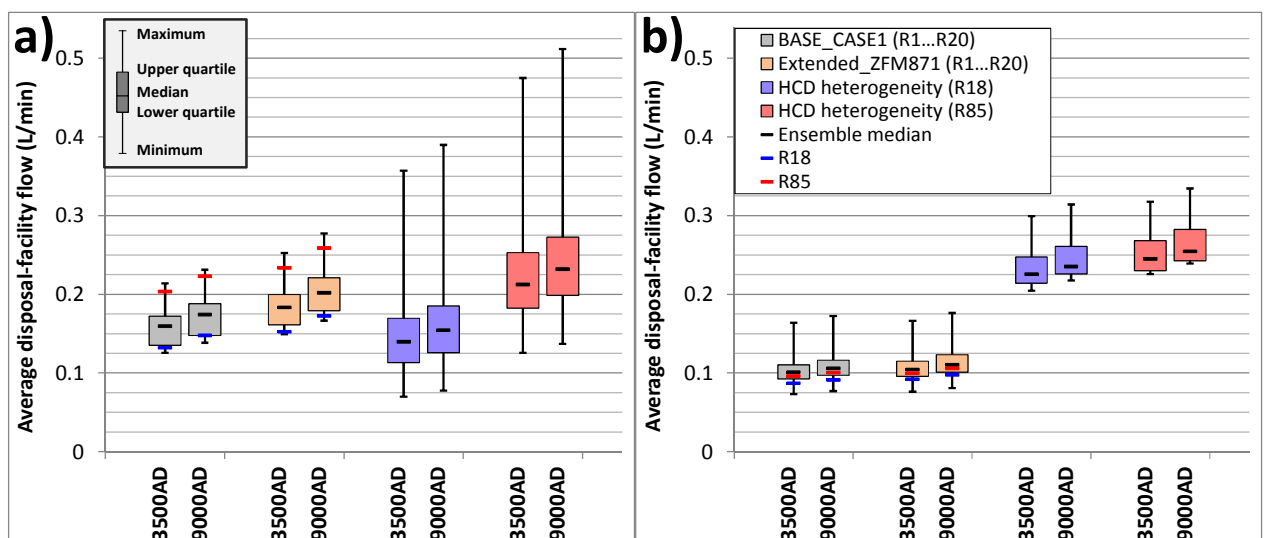 a)
Maximum
Upper quartile
Median
Lower quartile
Minimum
Average disposal-facility flow (L/min)
0.5
0.4
0.3
0.2
0.1
0
3500AD
9000AD
3500AD
9000AD
3500AD
9000AD
3500AD
9000AD
b)
BASE_CASE1 (R1...R20)
Extended_ZFM871 (R1...R20)
HCD heterogeneity (R18)
HCD heterogeneity (R85)
Ensemble median
R18
R85
Average disposal-facility flow (L/min)
0.5
0.4
0.3
0.2
0.1
0
3500AD
9000AD
3500AD
9000AD
3500AD
9000AD
3500AD
9000AD